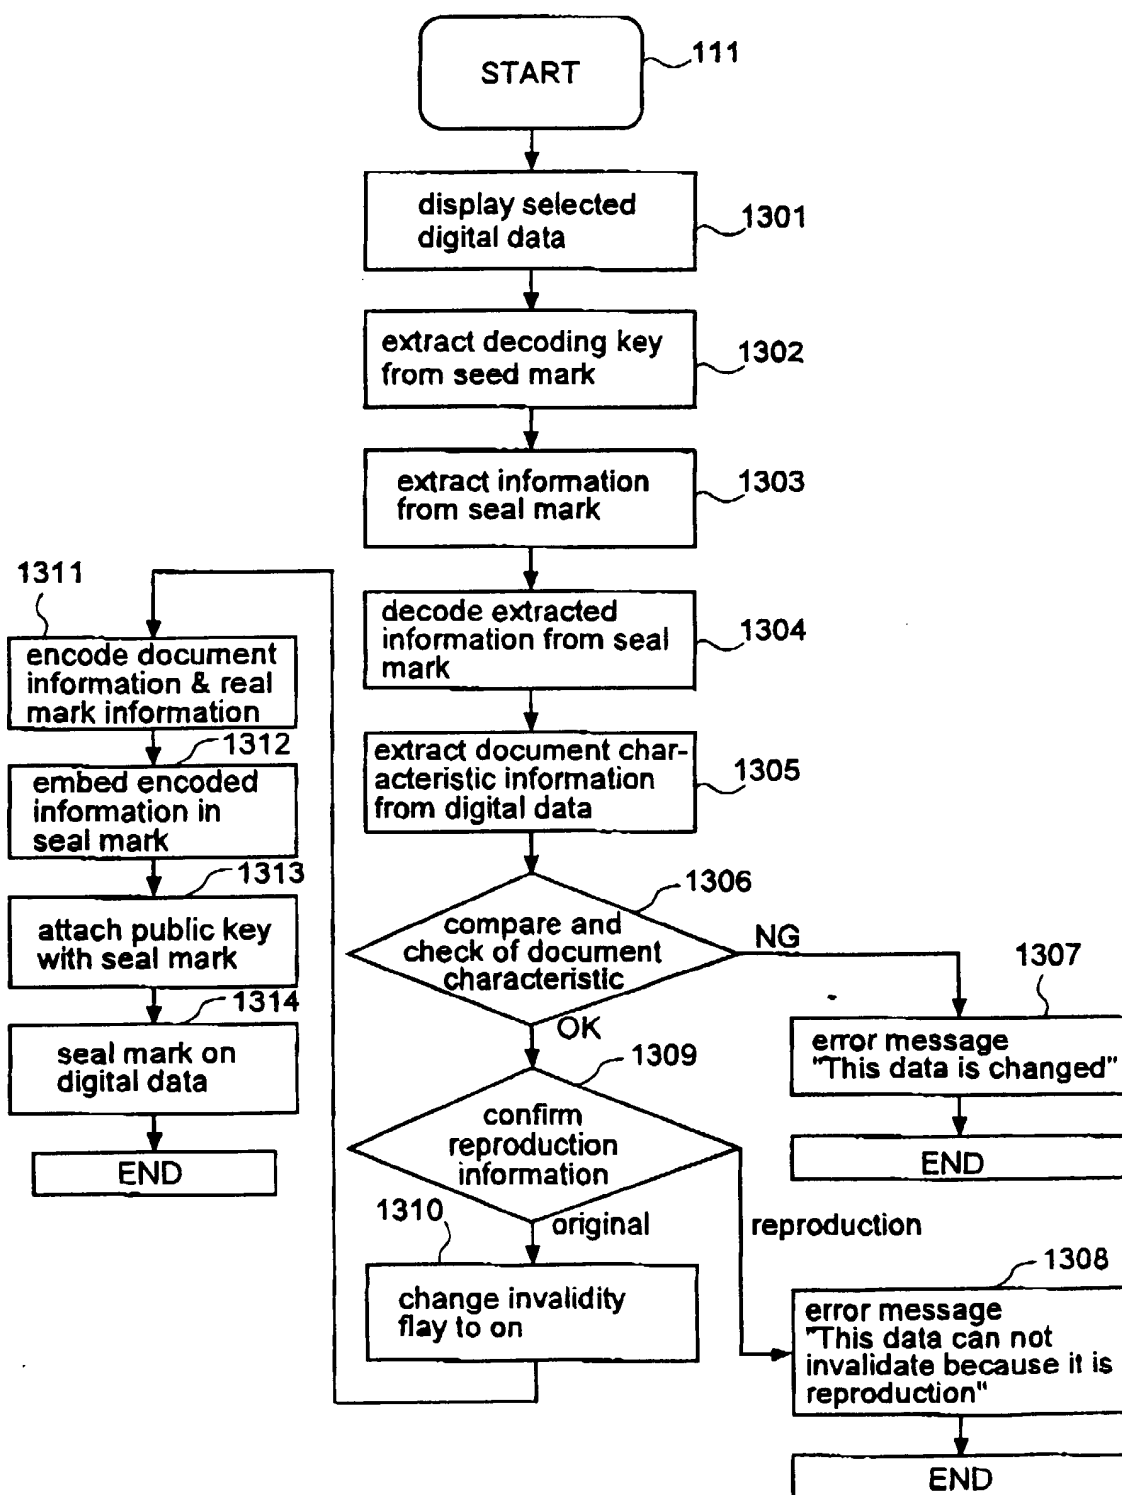 START
111
display selected
digital data
1301
extract decoding key
from seed mark
1302
extract information
from seal mark
1303
decode extracted
information from seal
mark
1304
extract document char-
acteristic information
from digital data
1305
compare and
check of document
characteristic
1306
NG
OK
1307
error message
"This data is changed"
END
confirm
reproduction
information
1309
original
reproduction
1308
error message
"This data can not
invalidate because it is
reproduction"
END
1310
change invalidity
flay to on
1311
encode document
information & real
mark information
1312
embed encoded
information in
seal mark
1313
attach public key
with seal mark
1314
seal mark on
digital data
END